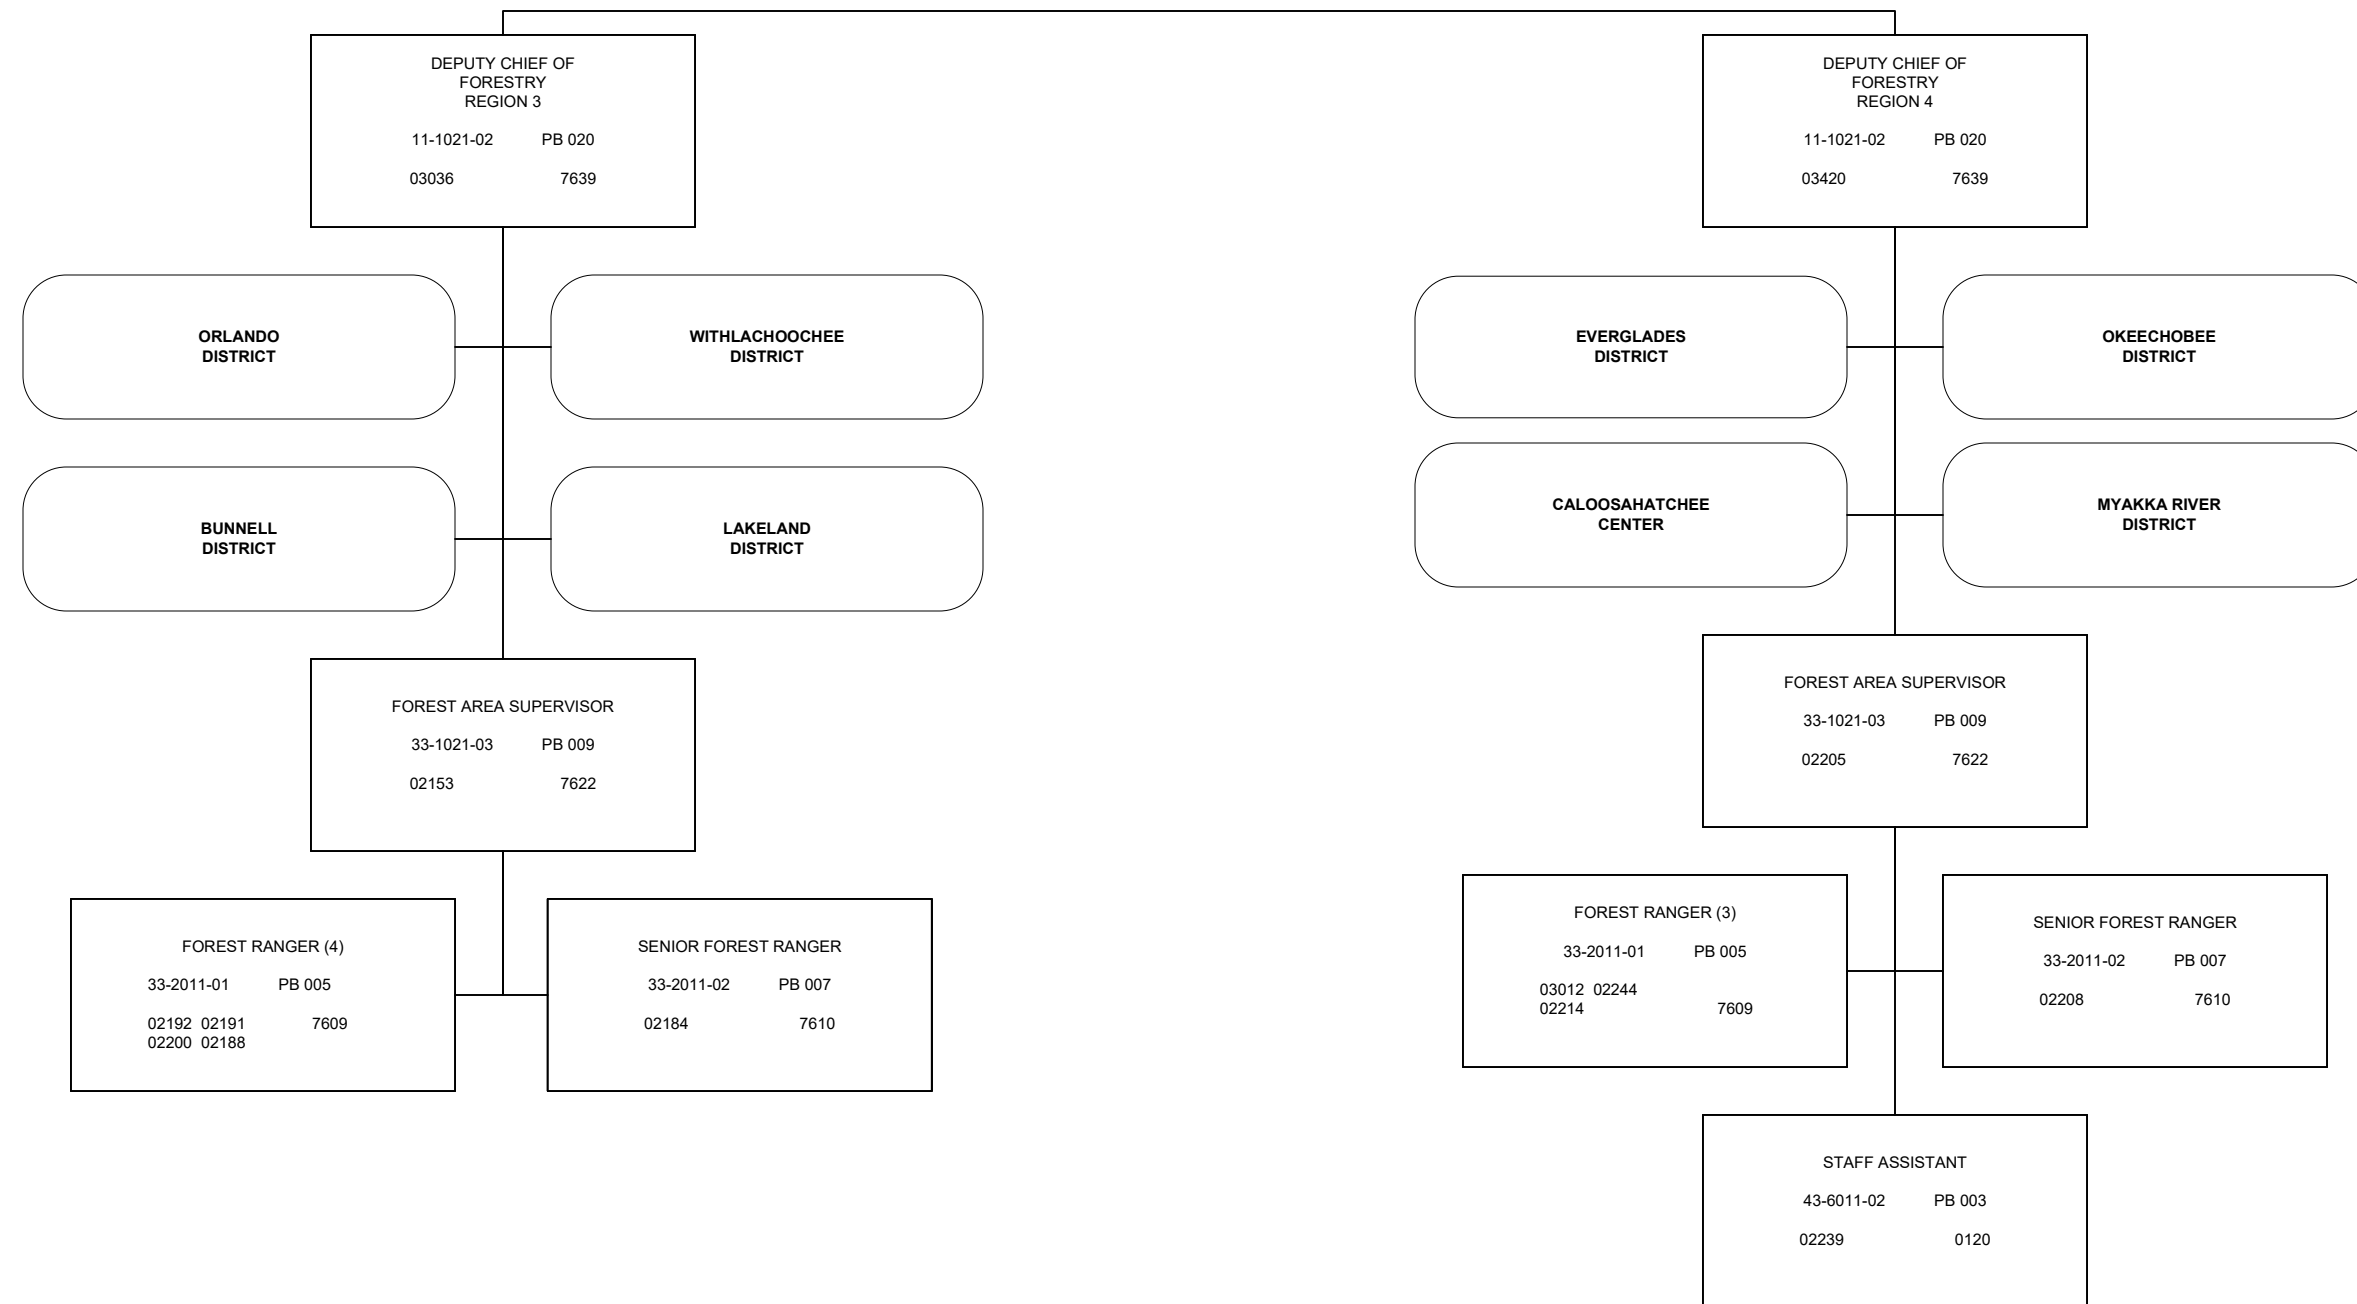 DEPUTY CHIEF OF
FORESTRY
REGION 3
11-1021-02 PB 020
03036 7639
ORLANDO
DISTRICT
WITHLACHOOCHEE
DISTRICT
BUNNELL
DISTRICT
LAKELAND
DISTRICT
FOREST AREA SUPERVISOR
33-1021-03 PB 009
02153 7622
FOREST RANGER (4)
33-2011-01 PB 005
02192 02191 7609
02200 02188
SENIOR FOREST RANGER
33-2011-02 PB 007
02184 7610
DEPUTY CHIEF OF
FORESTRY
REGION 4
11-1021-02 PB 020
03420 7639
EVERGLADES
DISTRICT
OKEECHOBEE
DISTRICT
CALOOSAHATCHEE
CENTER
MYAKKA RIVER
DISTRICT
FOREST AREA SUPERVISOR
33-1021-03 PB 009
02205 7622
FOREST RANGER (3)
33-2011-01 PB 005
03012 02244
02214 7609
SENIOR FOREST RANGER
33-2011-02 PB 007
02208 7610
STAFF ASSISTANT
43-6011-02 PB 003
02239 0120